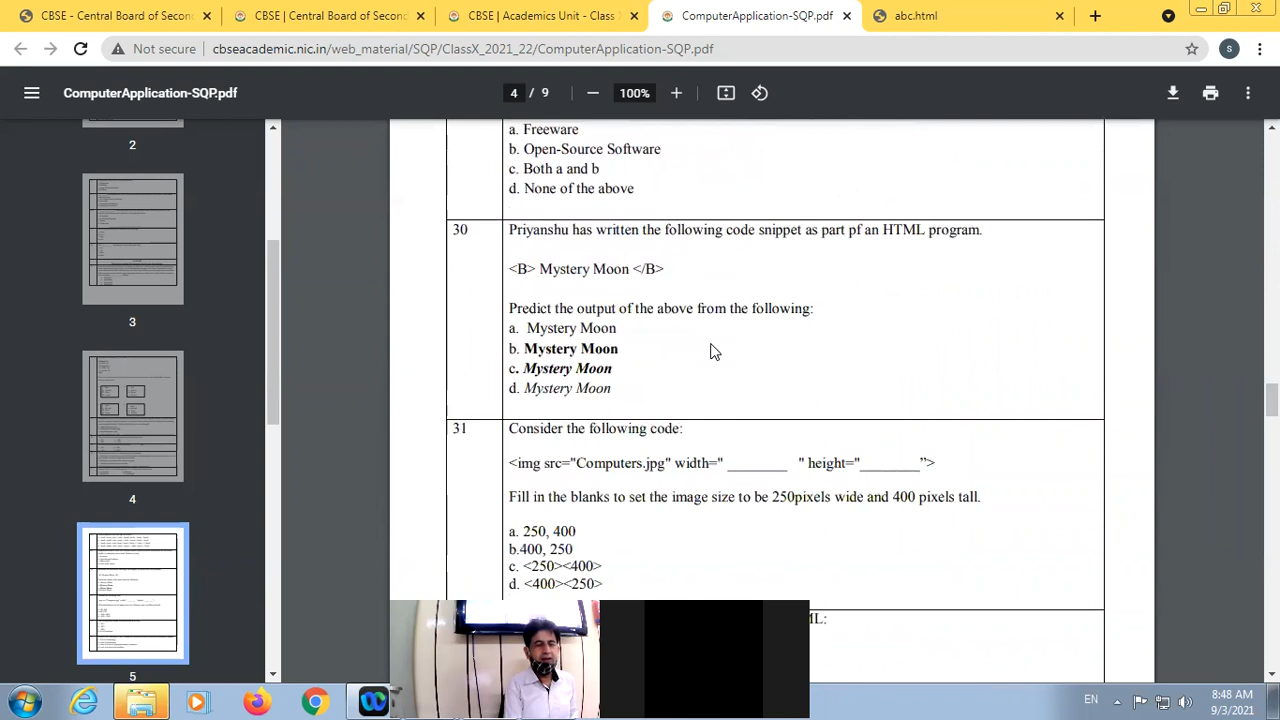 CBSE - Central Board of Secon
CBSE | Central Board of Second
CBSE | Academics Unit - Class X
ComputerApplication-SQP.pdf
abc.html
Not secure
cbseacademic.nic.in/web_material/SQP/ClassX_2021_22/ComputerApplication-SQP.pdf
S
ComputerApplication-SQP.pdf
4 / 9
100%
2
3
4
5
a. Freeware
b. Open-Source Software
c. Both a and b
d. None of the above
30
Priyanshu has written the following code snippet as part pf an HTML program.
<B> Mystery Moon </B>
Predict the output of the above from the following:
a. Mystery Moon
b. Mystery Moon
c. Mystery Moon
d. Mystery Moon
31
Consider the following code:
<img src="Computers.jpg" width=" ________ " height="________”>
Fill in the blanks to set the image size to be 250pixels wide and 400 pixels tall.
a. 250, 400
b.400, 250
c. <250><400>
d. <400><250>
ML:
EN
8:48 AM
9/3/2021